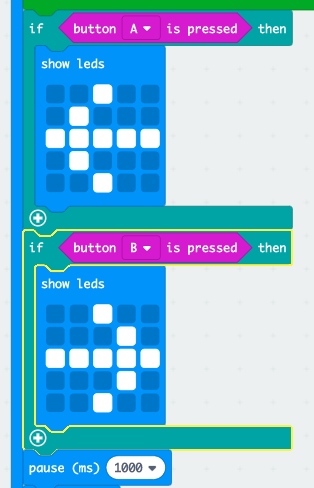 if button A is pressed then
show leds
if button B is pressed then
show leds
pause (ms) 1000